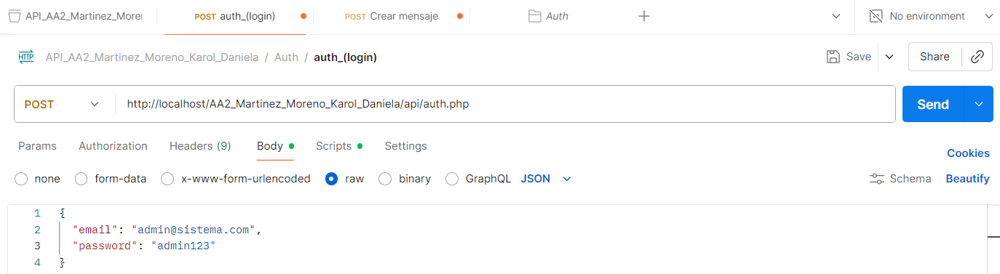 API_AA2_Martinez_Moren POST auth_(login) POST Crear mensaje Auth No environment
HTTP API_AA2_Martinez_Moreno_Karol_Daniela / Auth / auth_(login) Save Share
POST http://localhost/AA2_Martinez_Moreno_Karol_Daniela/api/auth.php Send
Params Authorization Headers (9) Body Scripts Settings Cookies
none form-data x-www-form-urlencoded raw binary GraphQL JSON Schema Beautify
1 {
2 "email": "admin@sistema.com",
3 "password": "admin123"
4 }